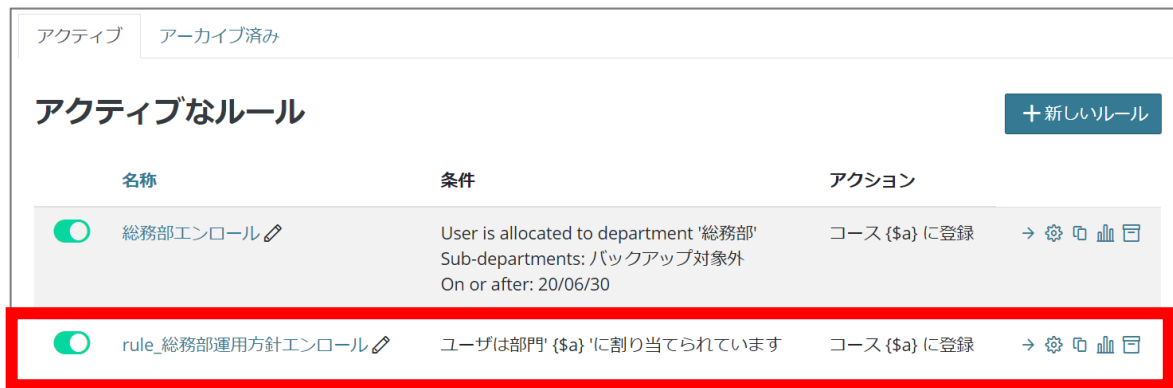 アクティブ アーカイブ済み
アクティブなルール
+新しいルール
名称 条件 アクション
総務部エンロール User is allocated to department '総務部' コース {$a} に登録
Sub-departments: バックアップ対象外
On or after: 20/06/30
rule_総務部運用方針エンロール ユーザは部門' {$a} 'に割り当てられています コース {$a} に登録